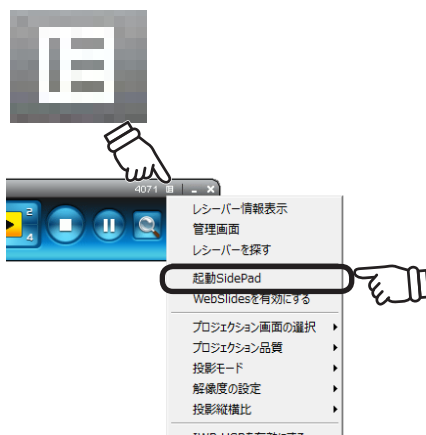 4071
2
4
レシーバー情報表示
管理画面
レシーバーを探す
起動SidePad
WebSlidesを有効にする
プロジェクション画面の選択
プロジェクション品質
投影モード
解像度の設定
投影縦横比